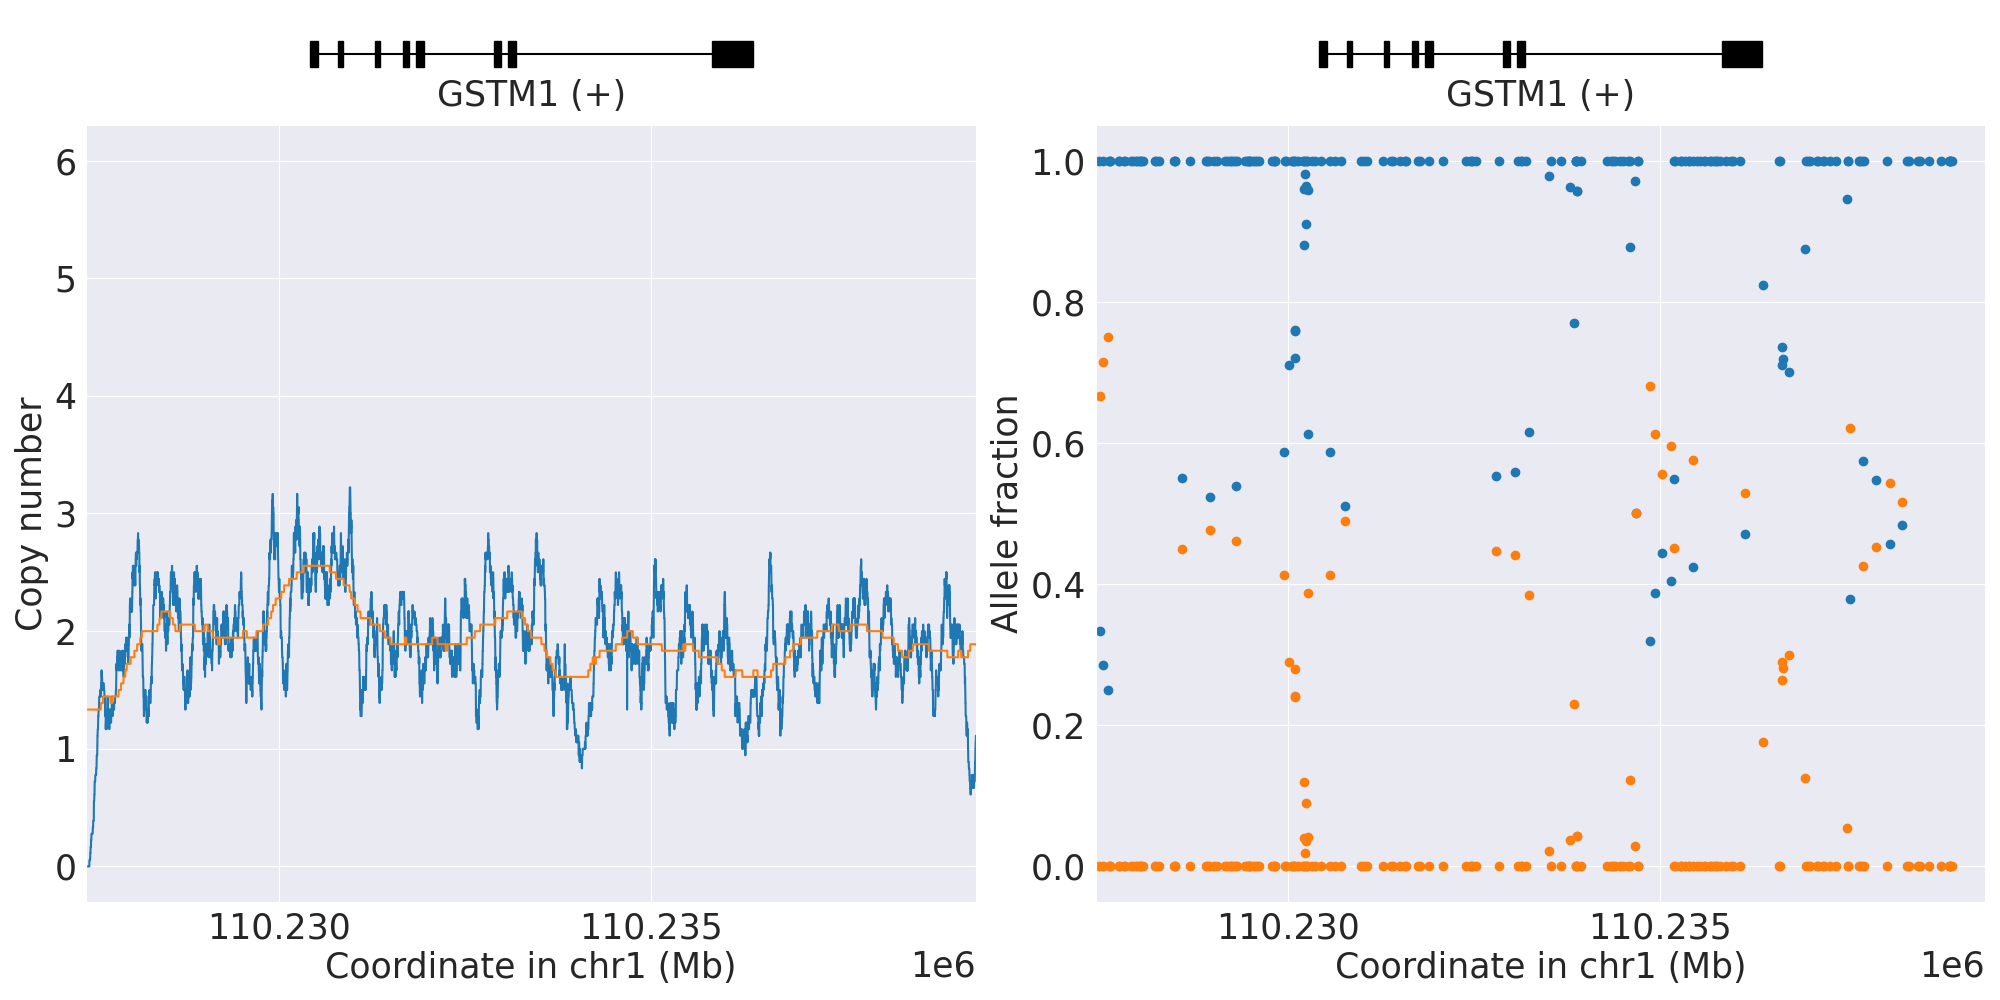 GSTM1 (+)
Copy number
6
5
4
3
2
1
0
110.230
110.235
Coordinate in chr1 (Mb)
1e6
GSTM1 (+)
Allele fraction
1.0
0.8
0.6
0.4
0.2
0.0
110.230
110.235
Coordinate in chr1 (Mb)
1e6